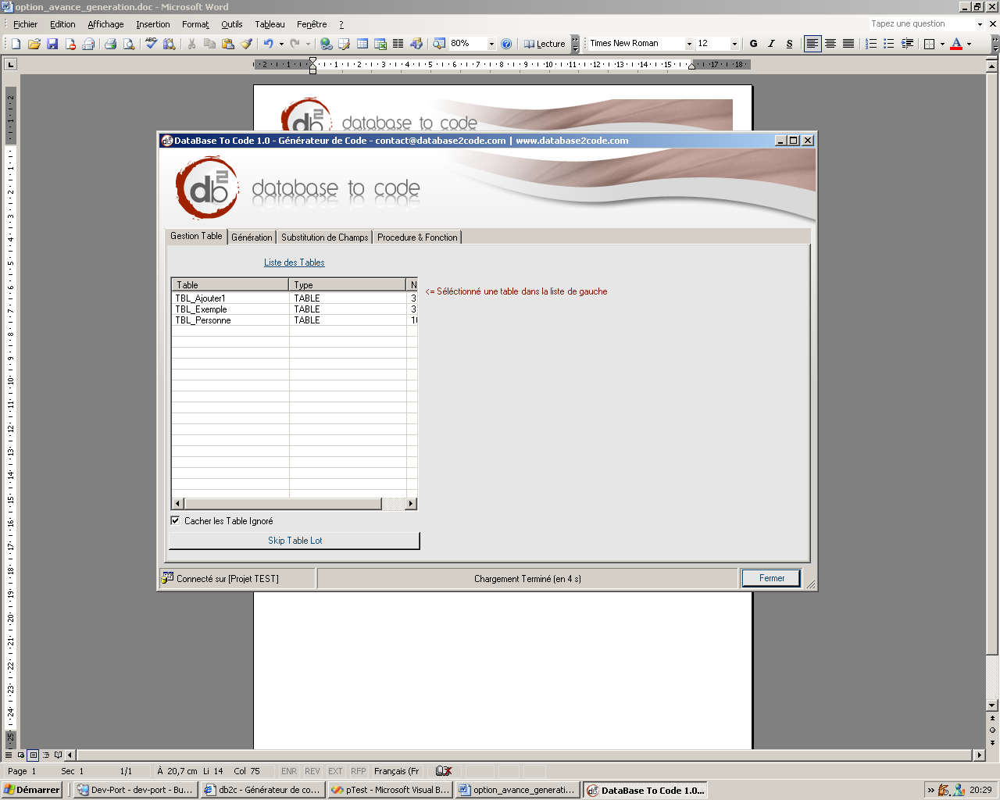 option_avance_generation.doc - Microsoft Word
Fichier Edition Affichage Insertion Format Outils Tableau Fenêtre ? Tapez une question
80% Lecture Times New Roman 12 G I S
database to code
DataBase To Code 1.0 - Générateur de Code - contact@database2code.com | www.database2code.com
db2 database to code
Gestion Table Génération Substitution de Champs Procedure & Fonction
Liste des Tables
Table Type N
<= Séléctionné une table dans la liste de gauche
TBL_Ajouter1 TABLE 3
TBL_Exemple TABLE 3
TBL_Personne TABLE 10
Cacher les Table Ignoré
Skip Table Lot
Connecté sur [Projet TEST] Chargement Terminé (en 4 s) Fermer
Page 1 Sec 1 1/1 À 20,7 cm Li 14 Col 75 ENR REV EXT RFP Français (Fr
Démarrer Dev-Port - dev-port - Bu... db2c - Générateur de co... pTest - Microsoft Visual B... option_avance_generati... DataBase To Code 1.0... 20:29